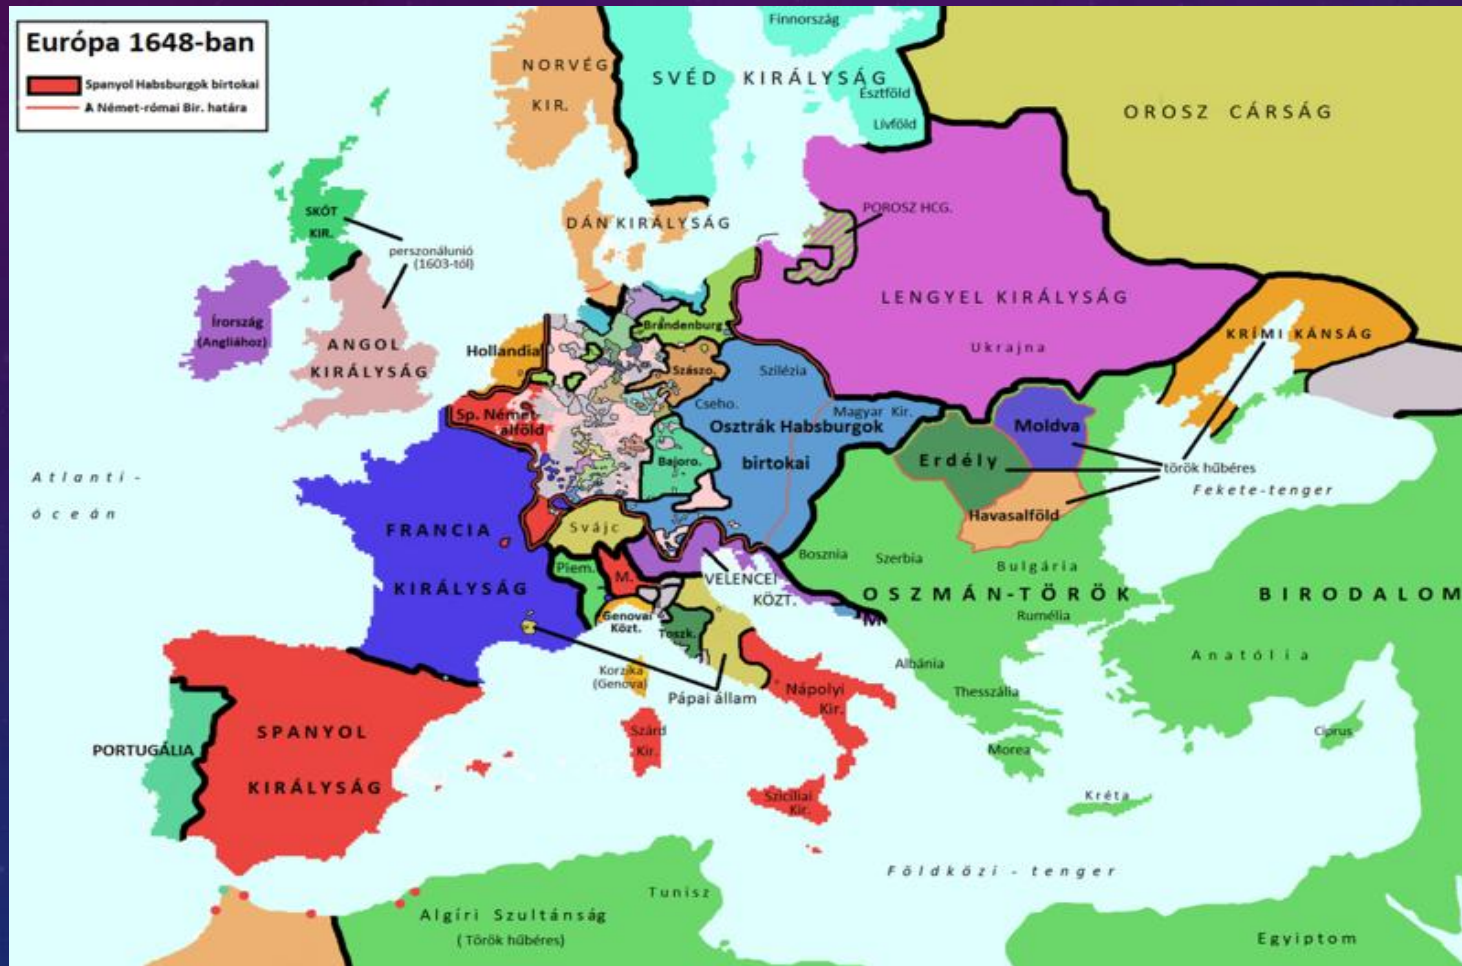 Európa 1648-ban
Spanyol Habsburgok birtokai
A Német-római Bir. határa
Finnország
NORVÉG
KIR.
SVÉD KIRÁLYSÁG
Esztföld
Lívföld
OROSZ CÁRSÁG
SKÓT
KIR.
perszonálunió
(1603-tól)
DÁN KIRÁLYSÁG
POROSZ HCG.
LENGYEL KIRÁLYSÁG
Ukrajna
KRÍMI KÁNSÁG
Írország
(Angliához)
ANGOL
KIRÁLYSÁG
Hollandia
Brandenburg
Szászo.
Szilézia
Sp. Német-
alföld
Cseho.
Magyar Kir.
Osztrák Habsburgok
birtokai
Bajoro.
Erdély
Moldva
török hűbéres
Fekete-tenger
Havasalföld
Atlanti-
óceán
FRANCIA
KIRÁLYSÁG
Svájc
Piem.
M.
VELENCEI
KÖZT.
Bosznia
Szerbia
Bulgária
OSZMÁN-TÖRÖK BIRODALOM
Rumélia
Genovai
Közt.
Toszk.
M
Albánia
Anatólia
Korzika
(Genova)
Pápai állam
Nápolyi
Kir.
Thesszália
PORTUGÁLIA
SPANYOL
KIRÁLYSÁG
Szárd
Kir.
Morea
Ciprus
Szicíliai
Kir.
Kréta
Földközi-tenger
Tunisz
Algíri Szultánság
(Török hűbéres)
Egyiptom